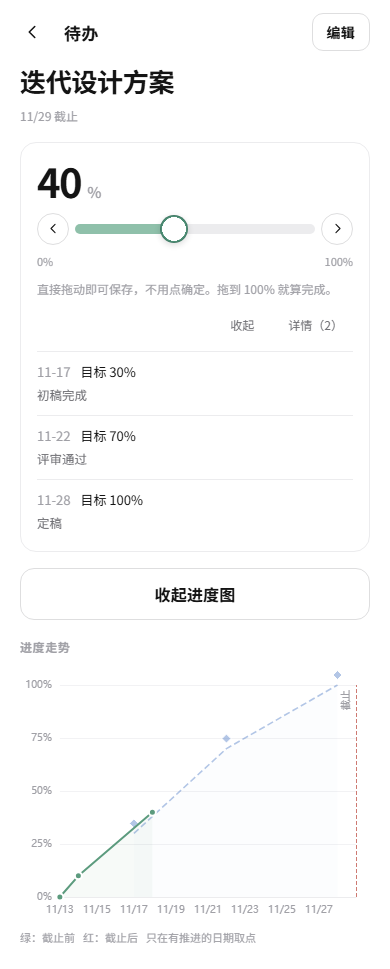 待办
编辑
迭代设计方案
11/29 截止
40 %
0% 100%
直接拖动即可保存，不用点确定。拖到 100% 就算完成。
收起 详情（2）
11-17 目标 30%
初稿完成
11-22 目标 70%
评审通过
11-28 目标 100%
定稿
收起进度图
进度走势
100%
截止
75%
50%
25%
0%
11/13 11/15 11/17 11/19 11/21 11/23 11/25 11/27
绿：截止前 红：截止后 只在有推进的日期取点